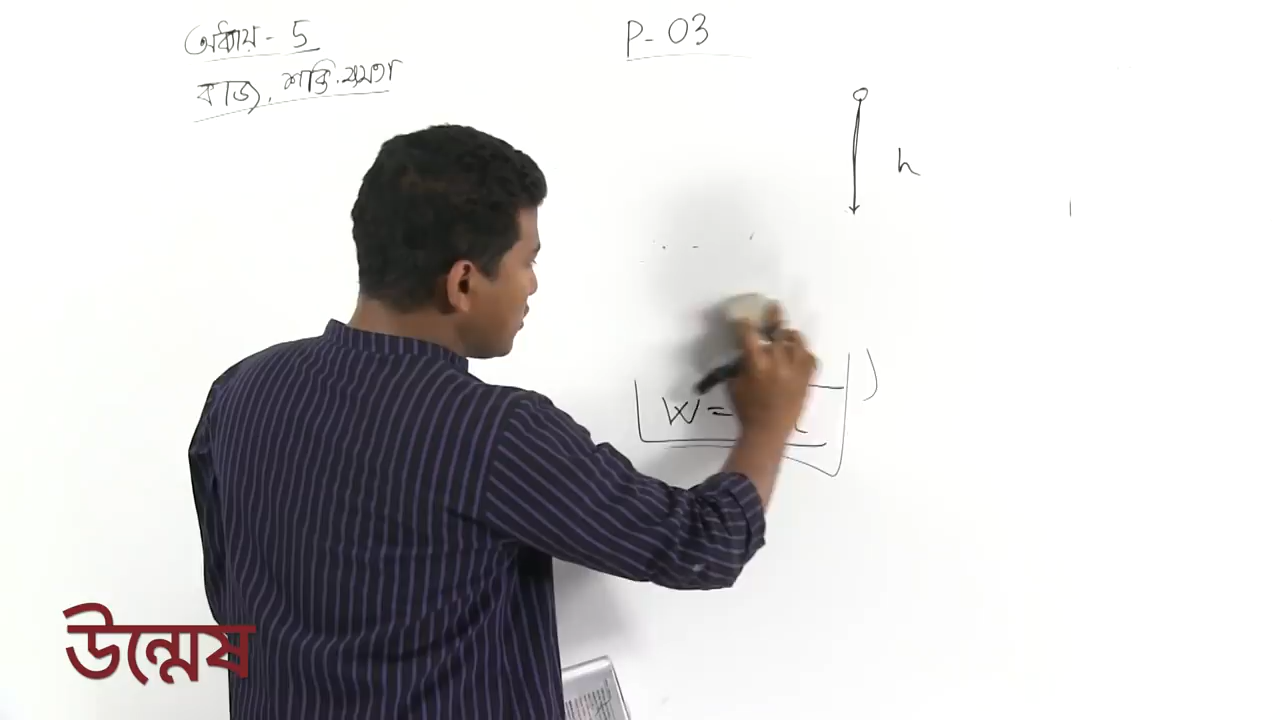 অধ্যায় - 5
কাজ, শক্তি, ক্ষমতা
P- 03
h
W =
উন্মেষ